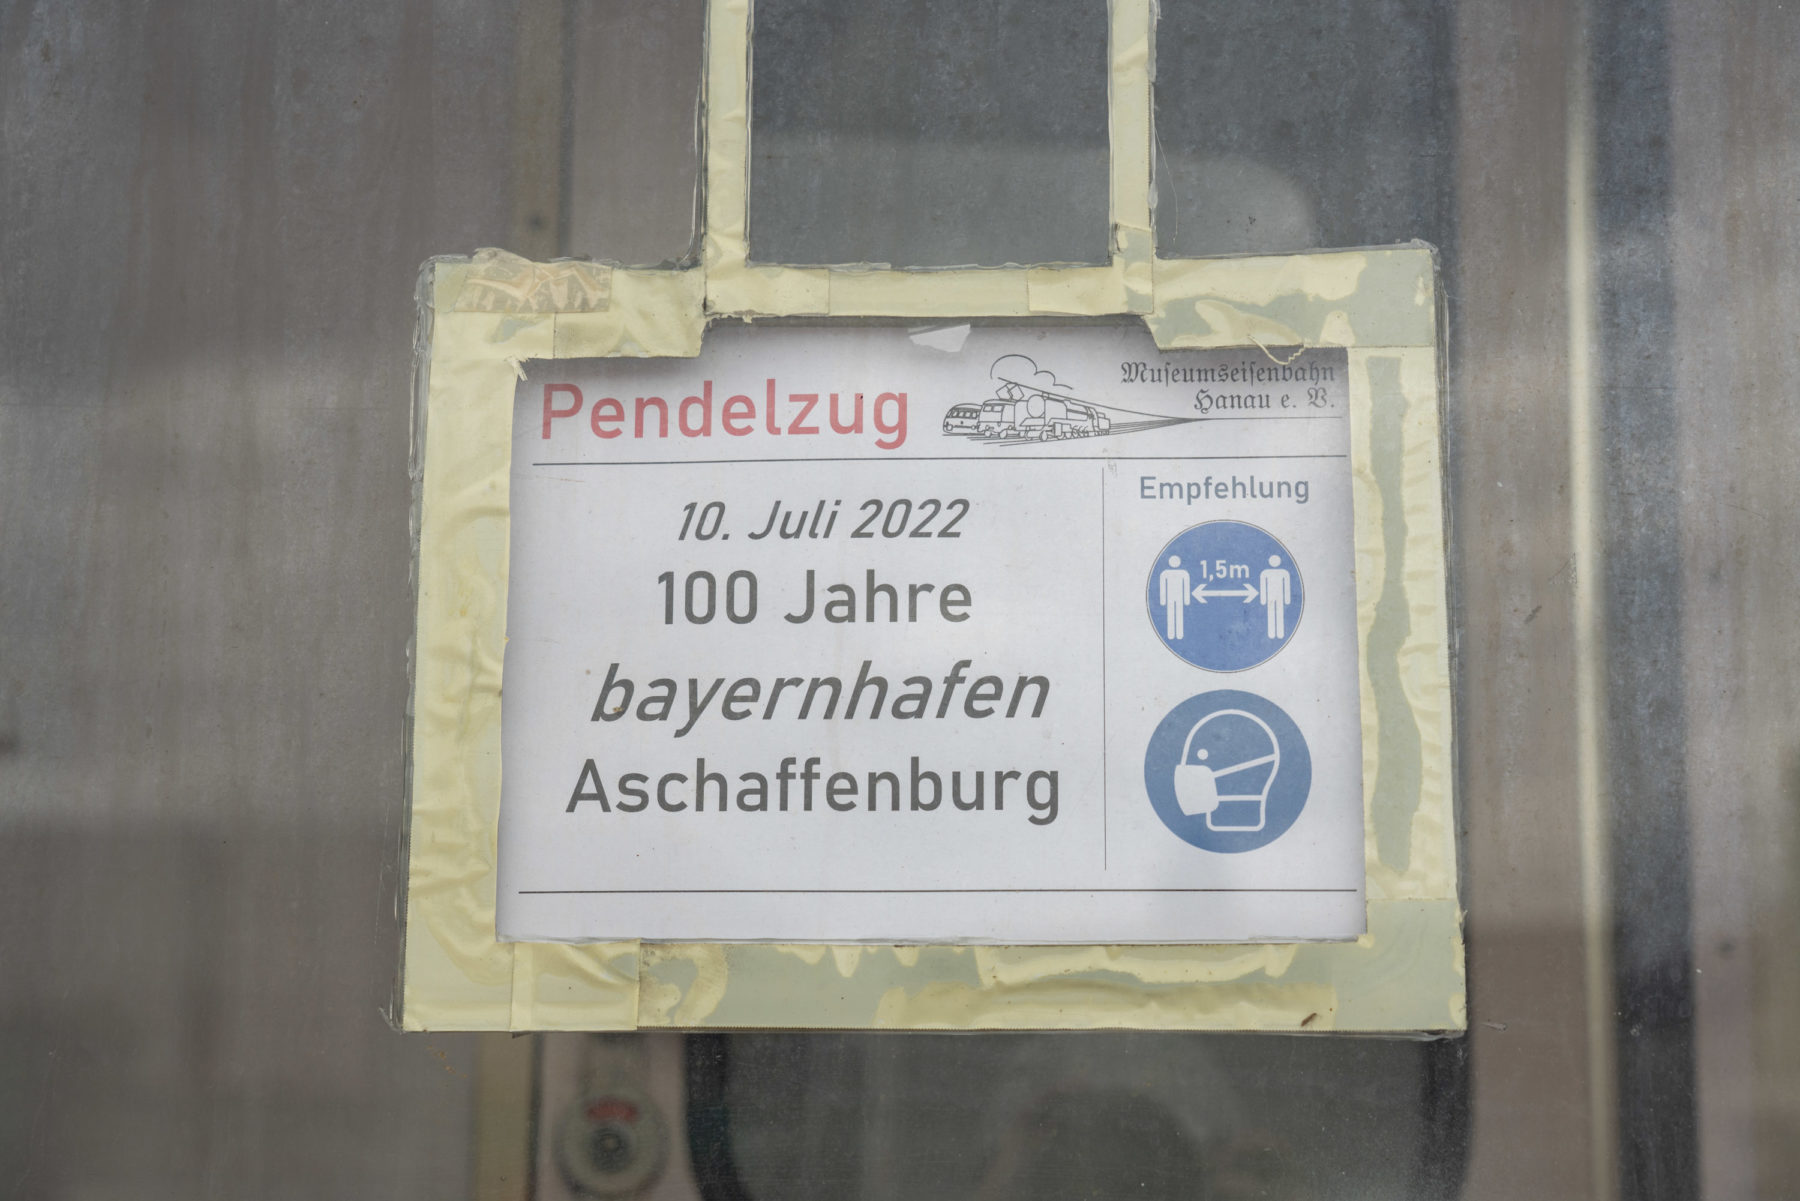 Pendelzug
Museumseisenbahn
Hanau e. V.
10. Juli 2022
100 Jahre
bayernhafen
Aschaffenburg
Empfehlung
1,5m